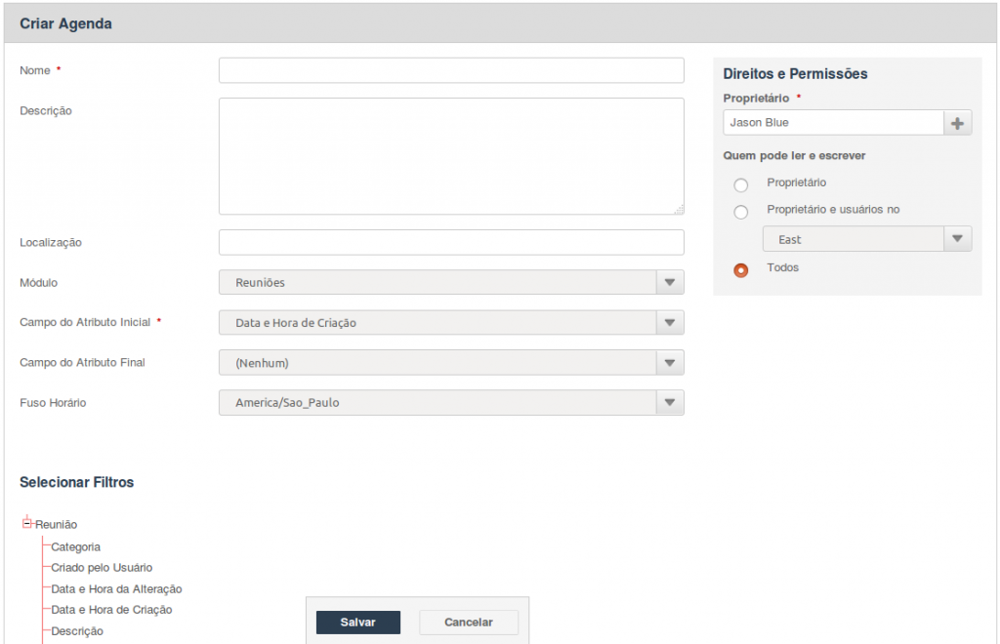 Criar Agenda
Nome *
Descrição
Localização
Módulo
Reuniões
Campo do Atributo Inicial *
Data e Hora de Criação
Campo do Atributo Final
(Nenhum)
Fuso Horário
America/Sao_Paulo
Direitos e Permissões
Proprietário *
Jason Blue
Quem pode ler e escrever
Proprietário
Proprietário e usuários no
East
Todos
Selecionar Filtros
Reunião
Categoria
Criado pelo Usuário
Data e Hora da Alteração
Data e Hora de Criação
Descrição
Salvar
Cancelar